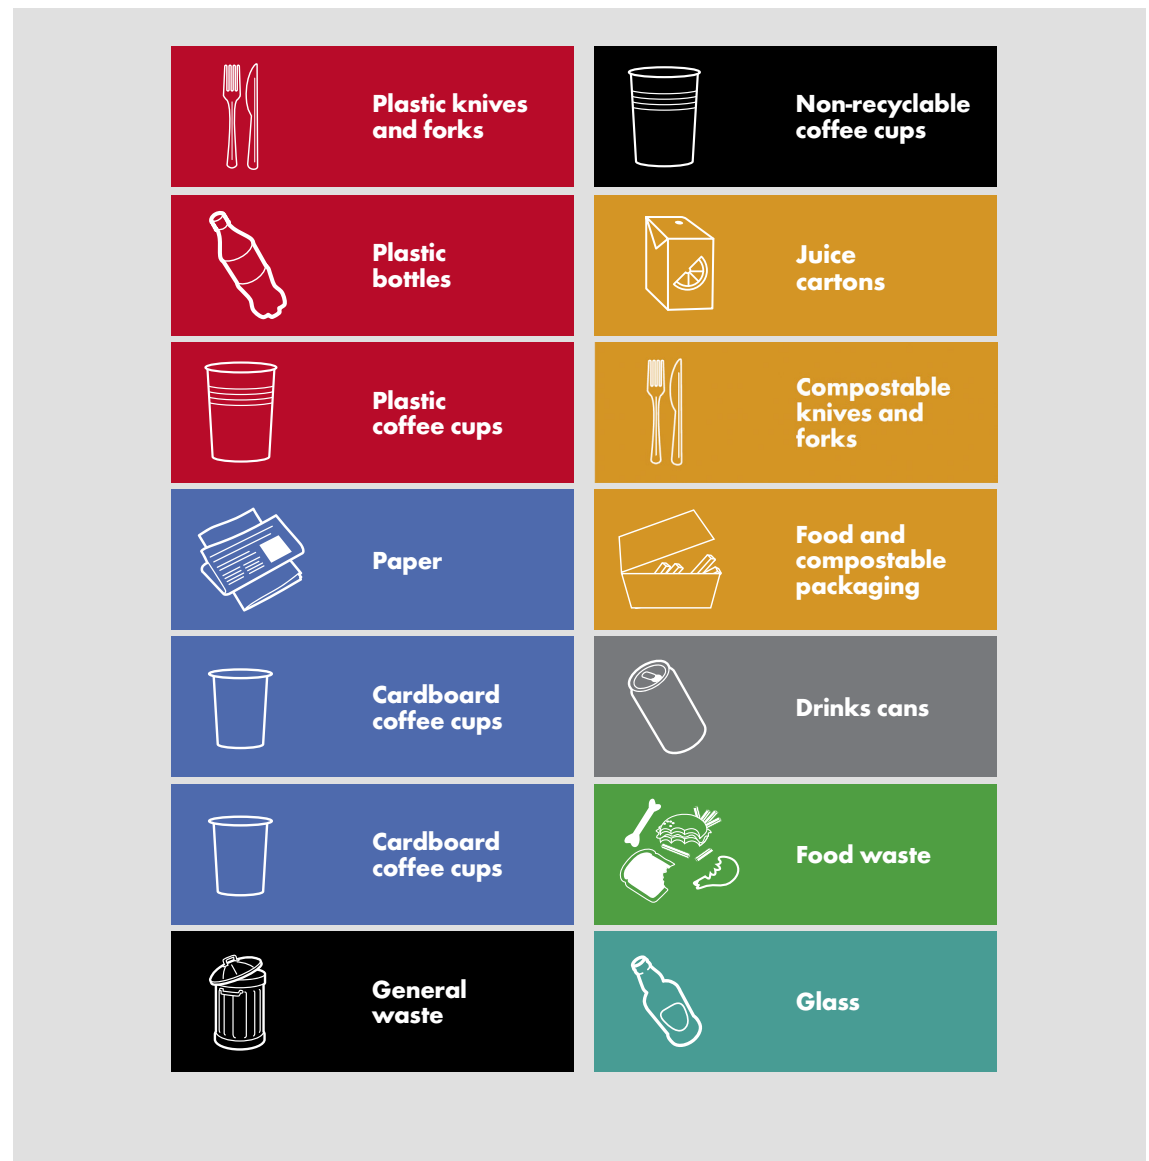 Plastic knives
and forks
Non-recyclable
coffee cups
Plastic
bottles
Juice
cartons
Plastic
coffee cups
Compostable
knives and
forks
Paper
Food and
compostable
packaging
Cardboard
coffee cups
Drinks cans
Cardboard
coffee cups
Food waste
General
waste
Glass